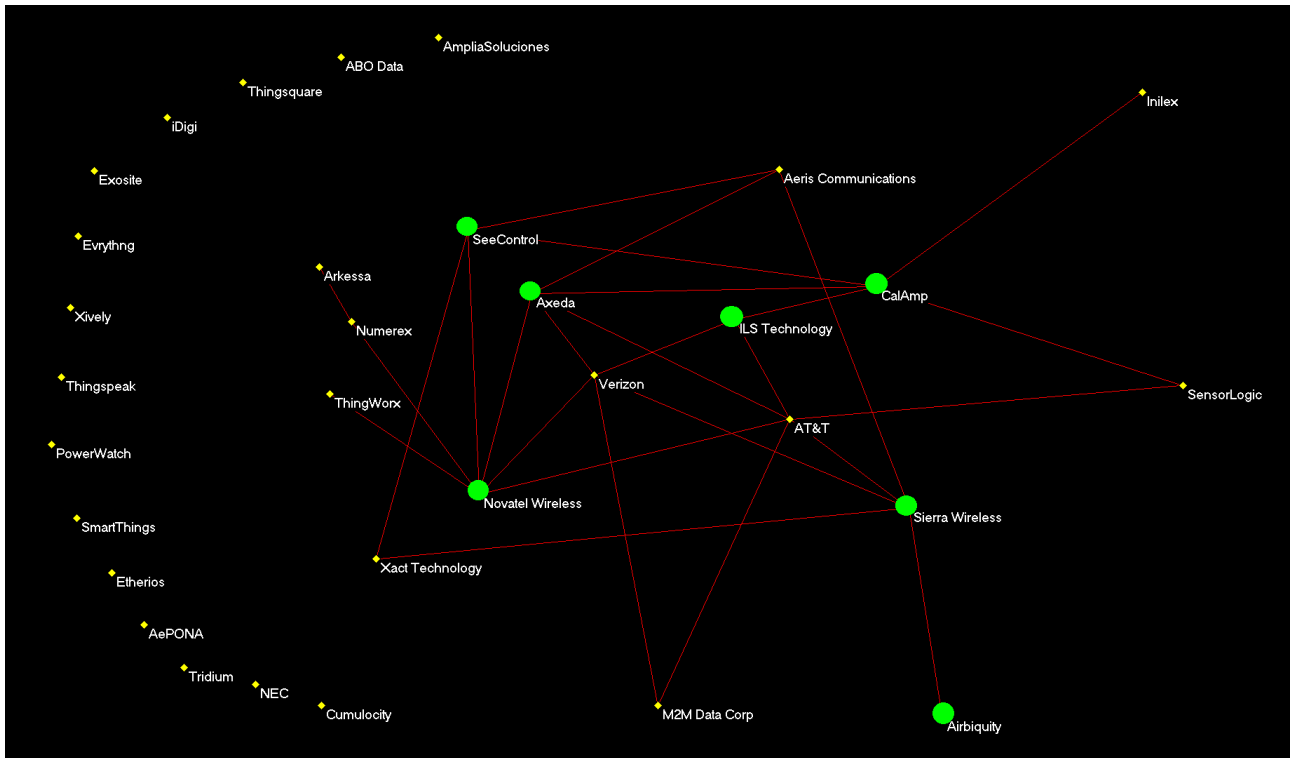 AmpliaSoluciones
ABO Data
Thingsquare
Inilex
iDigi
Exosite
Aeris Communications
SeeControl
Evrythng
Arkessa
CalAmp
Axeda
Xively
ILS Technology
Numerex
Verizon
Thingspeak
SensorLogic
ThingWorx
AT&T
PowerWatch
Novatel Wireless
Sierra Wireless
SmartThings
Xact Technology
Etherios
AePONA
Tridium
NEC
Cumulocity
M2M Data Corp
Airbiquity